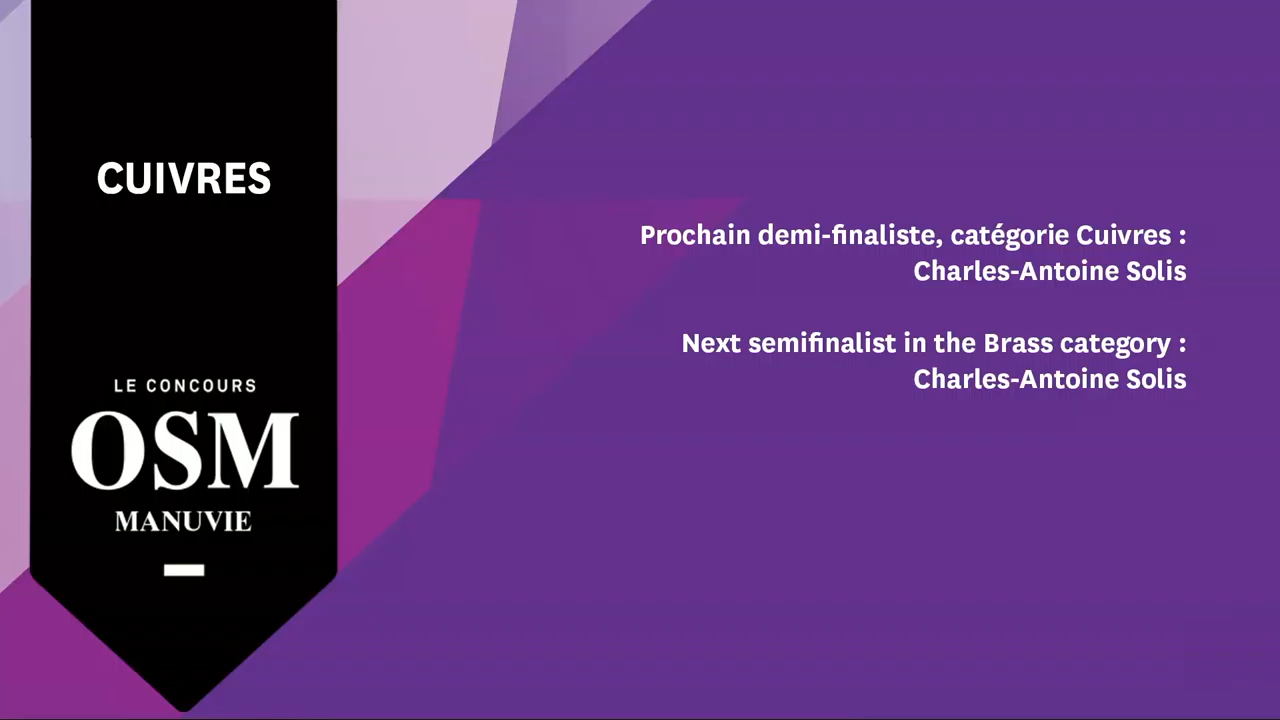 CUIVRES
LE CONCOURS
OSM
MANUVIE
Prochain demi-finaliste, catégorie Cuivres :
Charles-Antoine Solis
Next semifinalist in the Brass category :
Charles-Antoine Solis